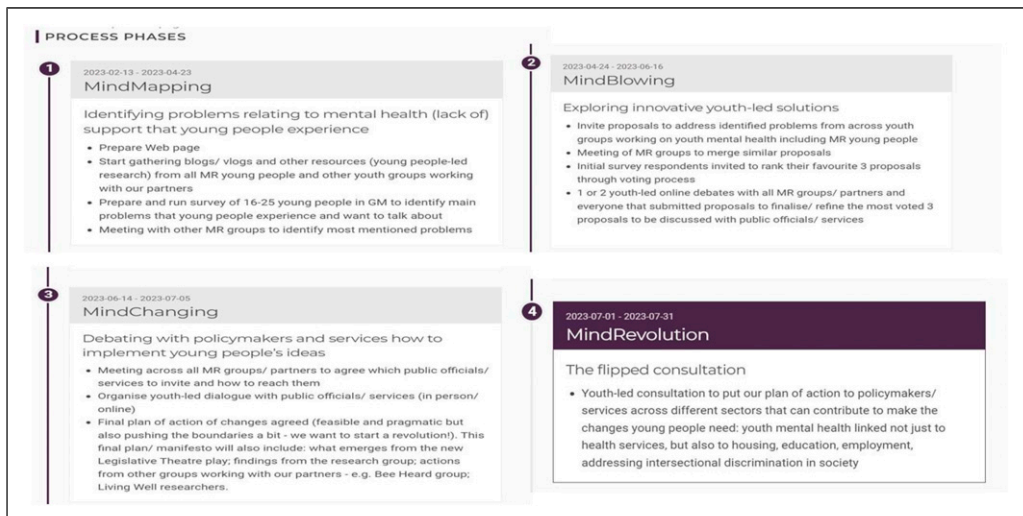 PROCESS PHASES
1
2023-02-13 - 2023-04-23
MindMapping
Identifying problems relating to mental health (lack of)
support that young people experience
• Prepare Web page
• Start gathering blogs/ vlogs and other resources (young people-led
research) from all MR young people and other youth groups working
with our partners
• Prepare and run survey of 16-25 young people in GM to identify main
problems that young people experience and want to talk about
• Meeting with other MR groups to identify most mentioned problems
2
2023-04-24 - 2023-06-16
MindBlowing
Exploring innovative youth-led solutions
• Invite proposals to address identified problems from across youth
groups working on youth mental health including MR young people
• Meeting of MR groups to merge similar proposals
• Initial survey respondents invited to rank their favourite 3 proposals
through voting process
• 1 or 2 youth-led online debates with all MR groups/ partners and
everyone that submitted proposals to finalise/ refine the most voted 3
proposals to be discussed with public officials/ services
3
2023-06-14 - 2023-07-05
MindChanging
Debating with policymakers and services how to
implement young people's ideas
• Meeting across all MR groups/ partners to agree which public officials/
services to invite and how to reach them
• Organise youth-led dialogue with public officials/ services (in person/
online)
• Final plan of action of changes agreed (feasible and pragmatic but
also pushing the boundaries a bit - we want to start a revolution!). This
final plan/ manifesto will also include: what emerges from the new
Legislative Theatre play; findings from the research group; actions
from other groups working with our partners - e.g. Bee Heard group;
Living Well researchers.
4
2023-07-01 - 2023-07-31
MindRevolution
The flipped consultation
• Youth-led consultation to put our plan of action to policymakers/
services across different sectors that can contribute to make the
changes young people need: youth mental health linked not just to
health services, but also to housing, education, employment,
addressing intersectional discrimination in society